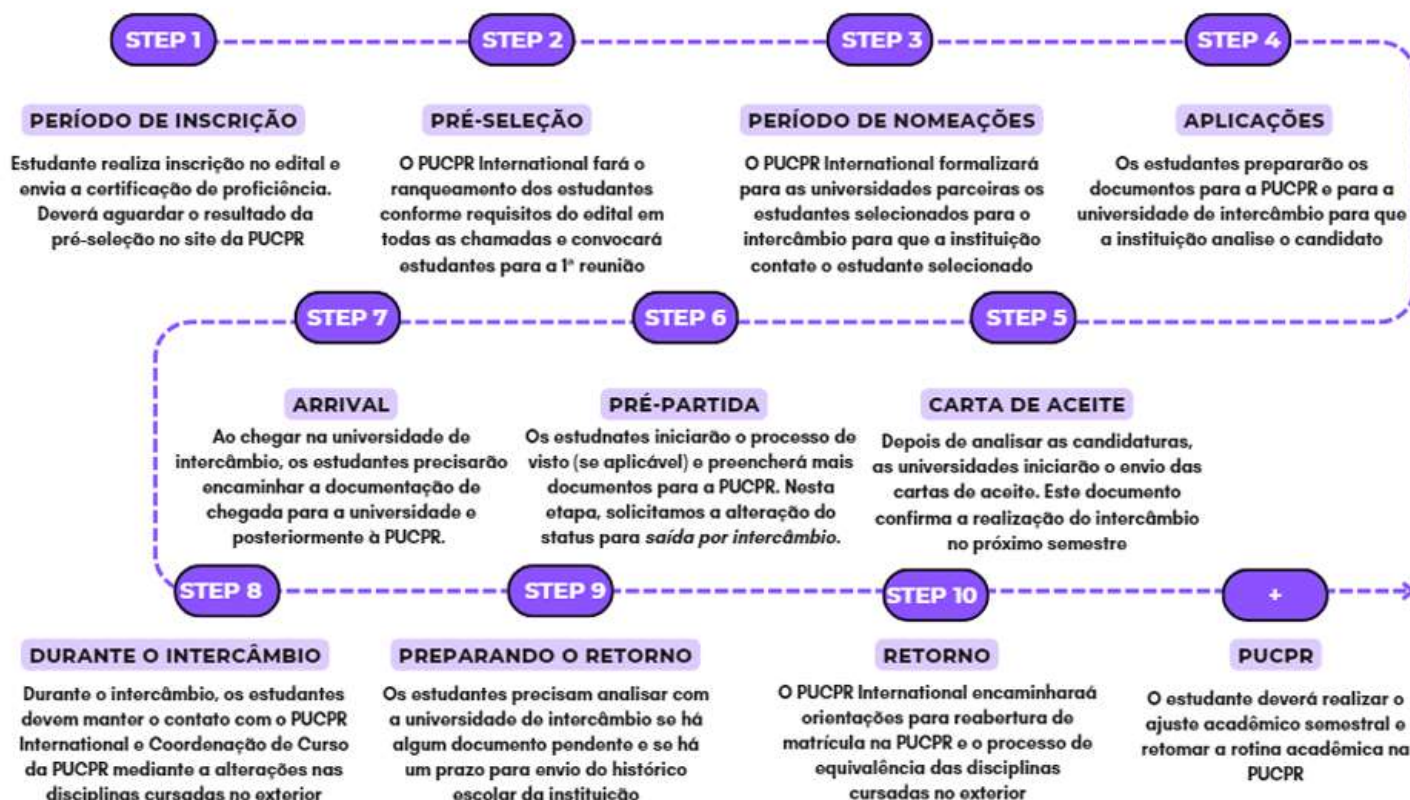 STEP 1
STEP 2
STEP 3
STEP 4
PERÍODO DE INSCRIÇÃO
Estudante realiza inscrição no edital e
envia a certificação de proficiência.
Deverá aguardar o resultado da
pré-seleção no site da PUCPR
PRÉ-SELEÇÃO
O PUCPR International fará o
ranqueamento dos estudantes
conforme requisitos do edital em
todas as chamadas e convocará
estudantes para a 1ª reunião
PERÍODO DE NOMEAÇÕES
O PUCPR International formalizará
para as universidades parceiras os
estudantes selecionados para o
intercâmbio para que a instituição
contate o estudante selecionado
APLICAÇÕES
Os estudantes prepararão os
documentos para a PUCPR e para a
universidade de intercâmbio para que
a instituição analise o candidato
STEP 7
STEP 6
STEP 5
ARRIVAL
Ao chegar na universidade de
intercâmbio, os estudantes precisarão
encaminhar a documentação de
chegada para a universidade e
posteriormente à PUCPR.
PRÉ-PARTIDA
Os estudnates iniciarão o processo de
visto (se aplicável) e preencherá mais
documentos para a PUCPR. Nesta
etapa, solicitamos a alteração do
status para saída por intercâmbio.
CARTA DE ACEITE
Depois de analisar as candidaturas,
as universidades iniciarão o envio das
cartas de aceite. Este documento
confirma a realização do intercâmbio
no próximo semestre
STEP 8
STEP 9
STEP 10
+
DURANTE O INTERCÂMBIO
Durante o intercâmbio, os estudantes
devem manter o contato com o PUCPR
International e Coordenação de Curso
da PUCPR mediante a alterações nas
disciplinas cursadas no exterior
PREPARANDO O RETORNO
Os estudantes precisam analisar com
a universidade de intercâmbio se há
algum documento pendente e se há
um prazo para envio do histórico
escolar da instituição
RETORNO
O PUCPR International encaminharaá
orientações para reabertura de
matrícula na PUCPR e o processo de
equivalência das disciplinas
cursadas no exterior
PUCPR
O estudante deverá realizar o
ajuste acadêmico semestral e
retomar a rotina acadêmica na
PUCPR